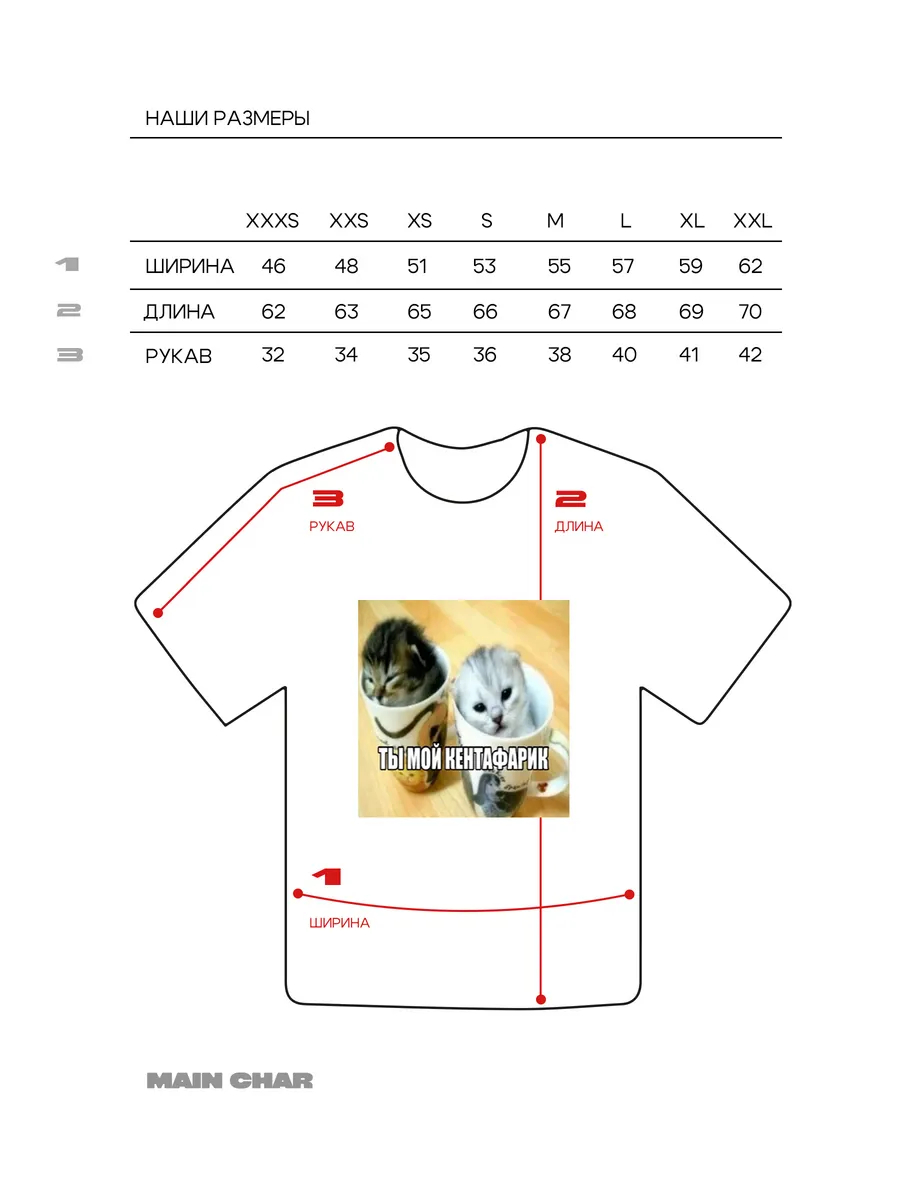 НАШИ РАЗМЕРЫ
XXXS XXS XS S M L XL XXL
1 ШИРИНА 46 48 51 53 55 57 59 62
2 ДЛИНА 62 63 65 66 67 68 69 70
3 РУКАВ 32 34 35 36 38 40 41 42
3 2
РУКАВ ДЛИНА
ТЫ МОЙ КЕНТАФАРИК
1
ШИРИНА
MAIN CHAR